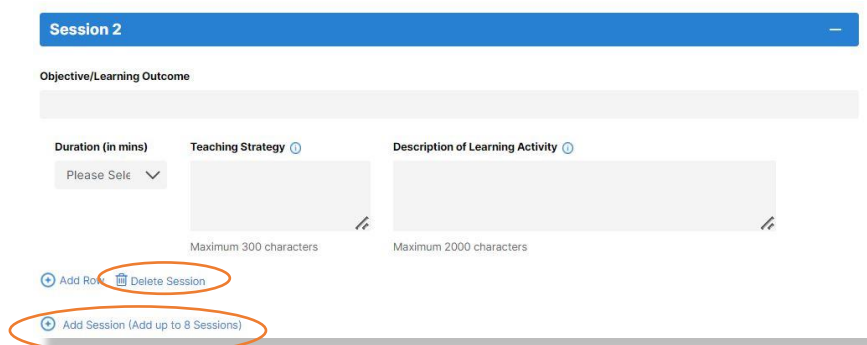 Session 2
Objective/Learning Outcome
Duration (in mins) Teaching Strategy Description of Learning Activity
Please Sele
Maximum 300 characters Maximum 2000 characters
Add Row Delete Session
Add Session (Add up to 8 Sessions)